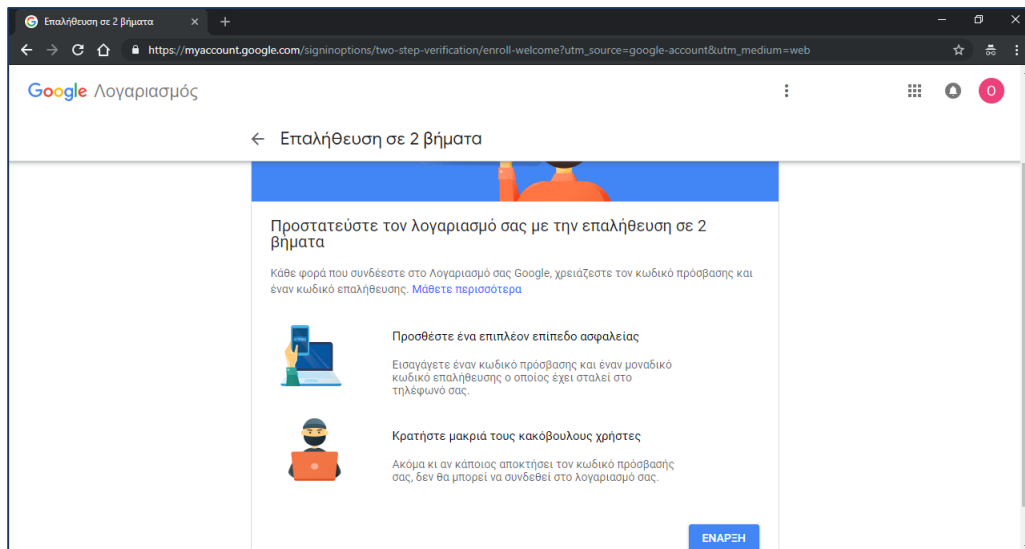 Επαλήθευση σε 2 βήματα
https://myaccount.google.com/signinoptions/two-step-verification/enroll-welcome?utm_source=google-account&utm_medium=web
Google Λογαριασμός
O
Επαλήθευση σε 2 βήματα
Προστατεύστε τον λογαριασμό σας με την επαλήθευση σε 2
βήματα
Κάθε φορά που συνδέεστε στο Λογαριασμό σας Google, χρειάζεστε τον κωδικό πρόσβασης και
έναν κωδικό επαλήθευσης. Μάθετε περισσότερα
Προσθέστε ένα επιπλέον επίπεδο ασφαλείας
Εισαγάγετε έναν κωδικό πρόσβασης και έναν μοναδικό
κωδικό επαλήθευσης ο οποίος έχει σταλεί στο
τηλέφωνό σας.
Κρατήστε μακριά τους κακόβουλους χρήστες
Ακόμα κι αν κάποιος αποκτήσει τον κωδικό πρόσβασής
σας, δεν θα μπορεί να συνδεθεί στο λογαριασμό σας.
ΕΝΑΡΞΗ